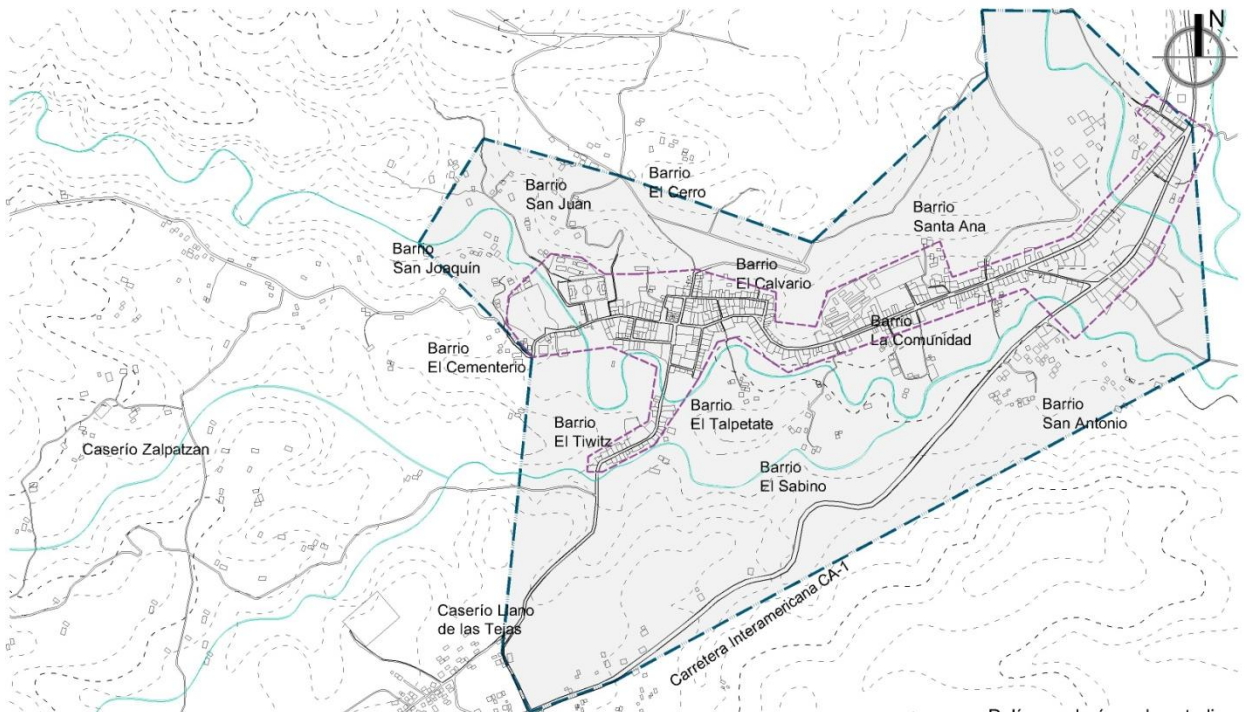 N
Barrio
San Juan
Barrio
El Cerro
Barrio
Santa Ana
Barrio
San Joaquín
Barrio
El Calvario
Barrio
La Comunidad
Barrio
El Cementerio
Barrio
El Tiwitz
Barrio
El Talpetate
Barrio
San Antonio
Caserío Zalpatzan
Barrio
El Sabino
Caserío Llano
de las Tejas
Carretera Interamericana CA-1